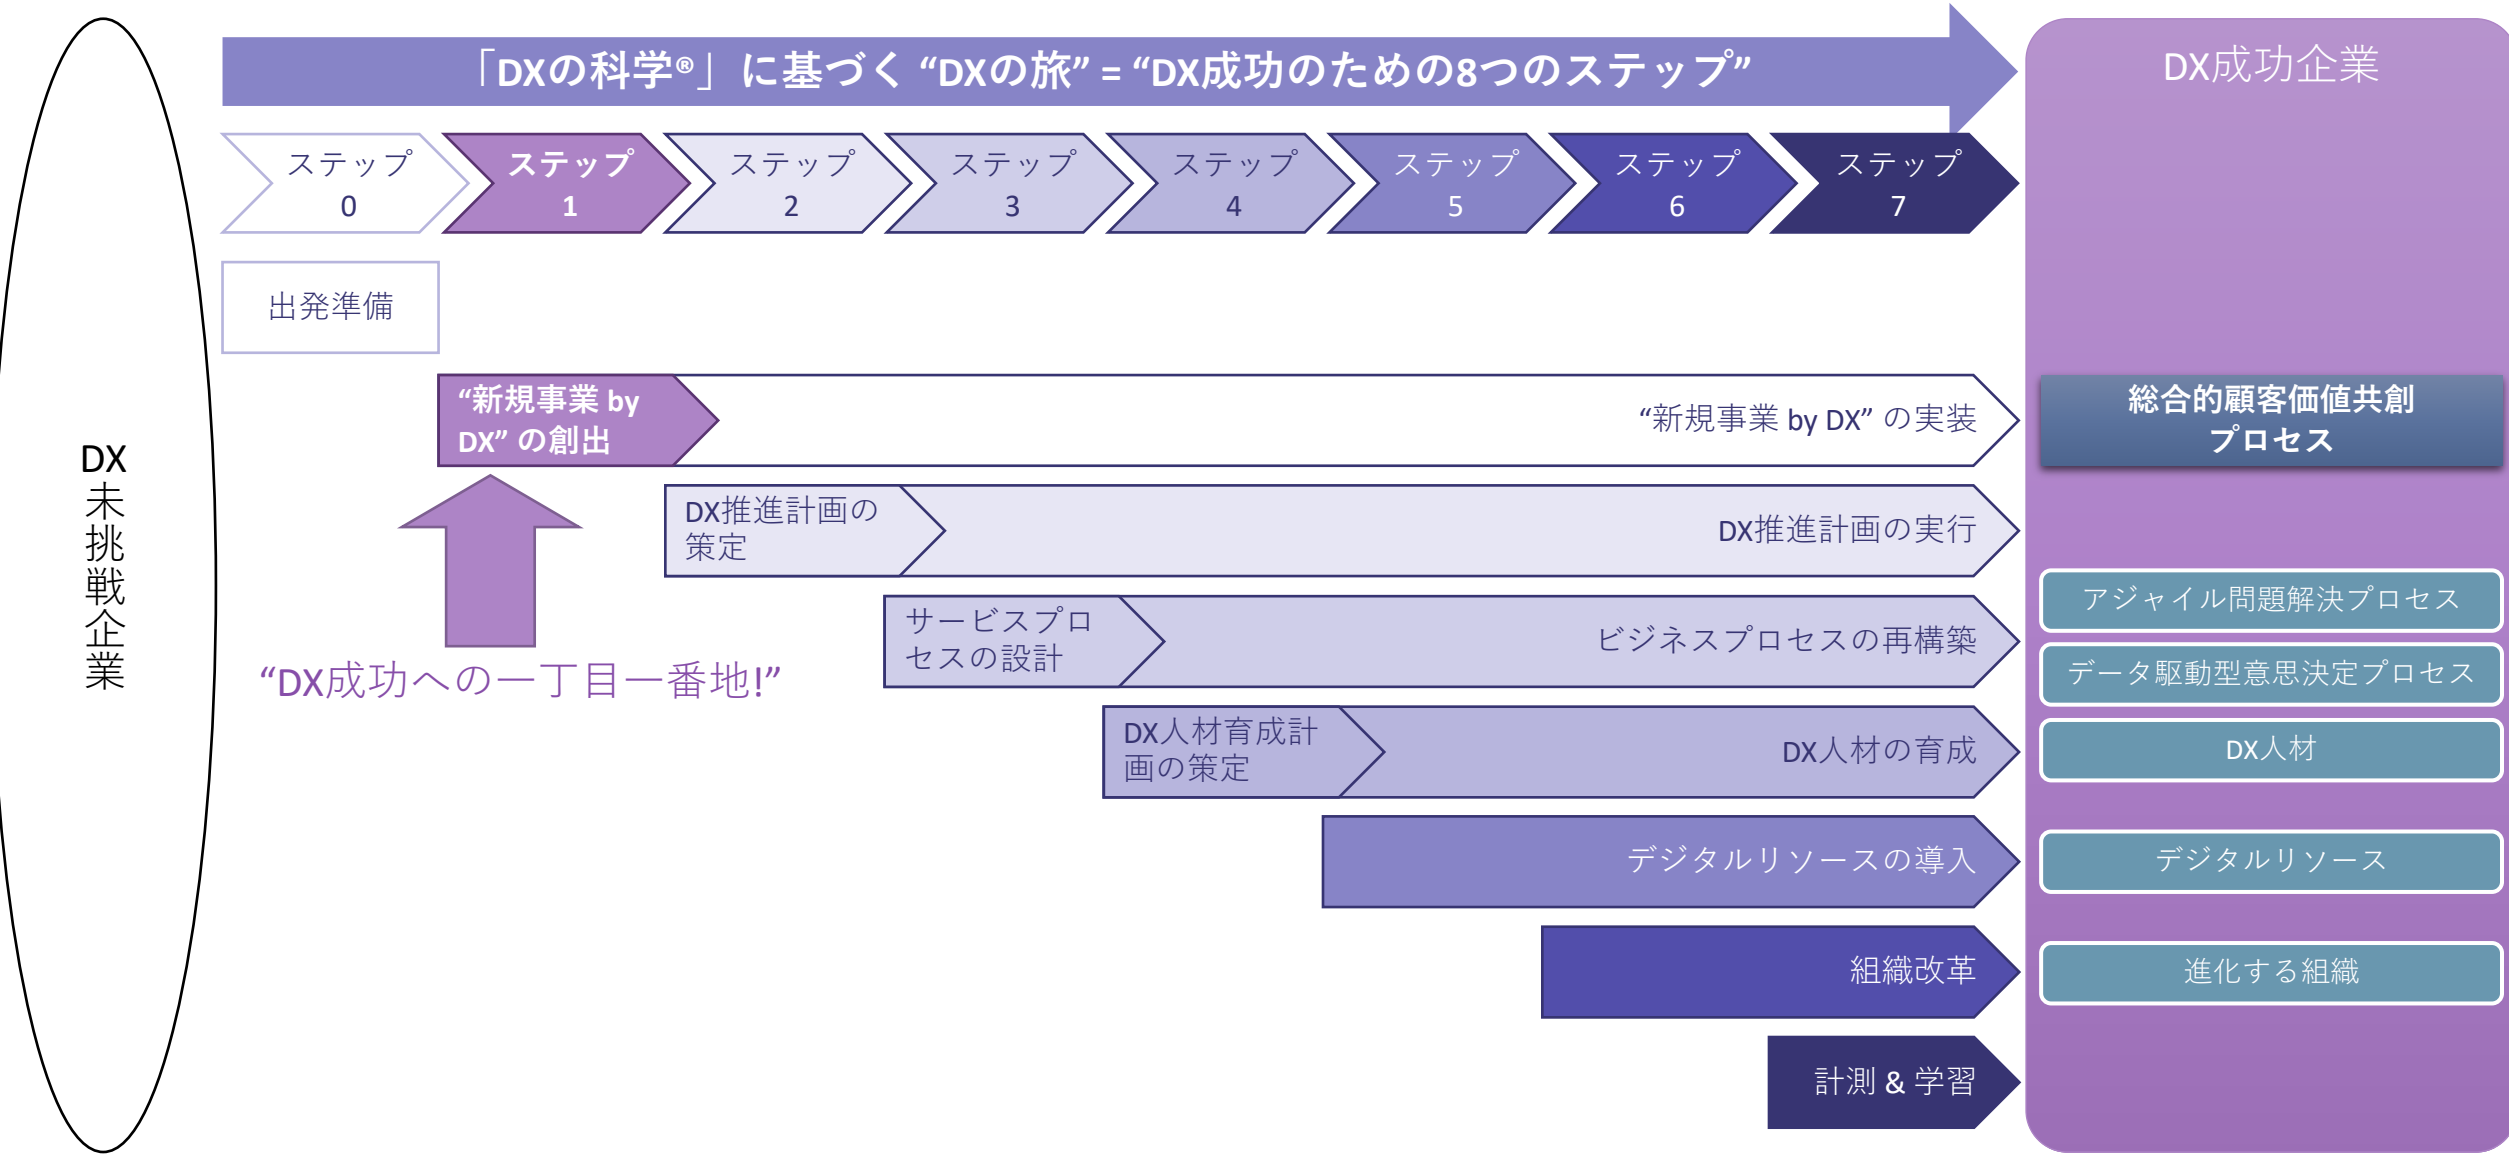 「DXの科学®」に基づく “DXの旅” = “DX成功のための8つのステップ”
DX成功企業
ステップ
0
ステップ
1
ステップ
2
ステップ
3
ステップ
4
ステップ
5
ステップ
6
ステップ
7
出発準備
“新規事業 by
DX” の創出
“新規事業 by DX” の実装
総合的顧客価値共創
プロセス
DX未挑戦企業
DX推進計画の
策定
DX推進計画の実行
アジャイル問題解決プロセス
サービスプロ
セスの設計
ビジネスプロセスの再構築
データ駆動型意思決定プロセス
“DX成功への一丁目一番地!”
DX人材育成計
画の策定
DX人材の育成
DX人材
デジタルリソースの導入
デジタルリソース
組織改革
進化する組織
計測 & 学習